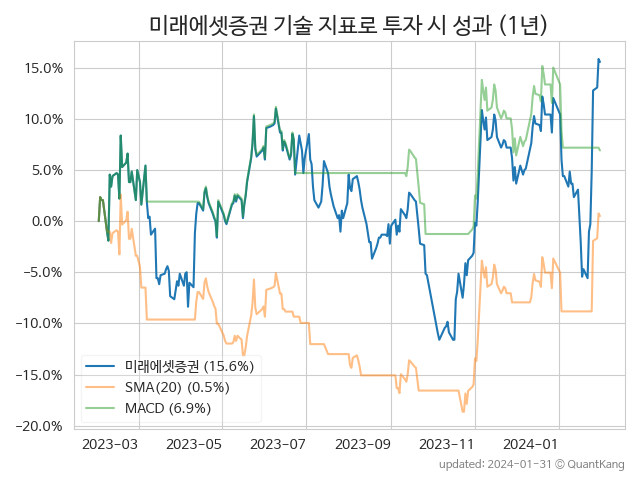 미래에셋증권 기술 지표로 투자 시 성과 (1년)
15.0%
10.0%
5.0%
0.0%
−5.0%
−10.0%
−15.0%
−20.0%
미래에셋증권 (15.6%)
SMA(20) (0.5%)
MACD (6.9%)
2023-03 2023-05 2023-07 2023-09 2023-11 2024-01
updated: 2024-01-31 © QuantKang